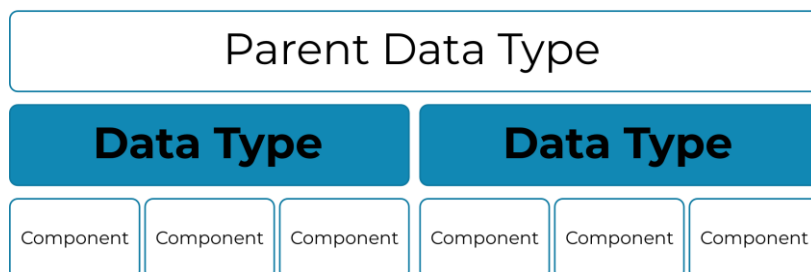 Parent Data Type
Data Type Data Type
Component Component Component Component Component Component